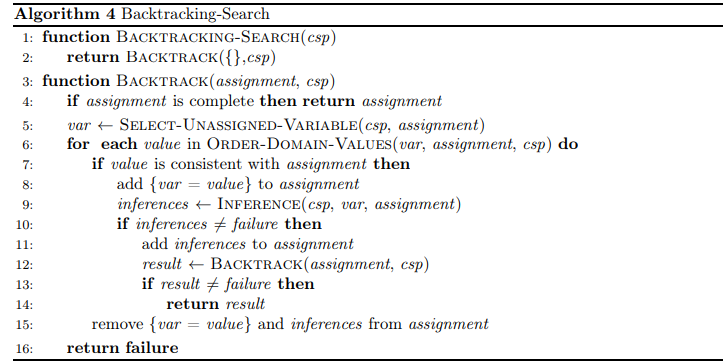 Algorithm 4 Backtracking-Search
1: function BACKTRACKING-SEARCH(csp)
2: return BACKTRACK({},csp)
3: function BACKTRACK(assignment, csp)
4: if assignment is complete then return assignment
5: var ← SELECT-UNASSIGNED-VARIABLE(csp, assignment)
6: for each value in ORDER-DOMAIN-VALUES(var, assignment, csp) do
7: if value is consistent with assignment then
8: add {var = value} to assignment
9: inferences ← INFERENCE(csp, var, assignment)
10: if inferences ≠ failure then
11: add inferences to assignment
12: result ← BACKTRACK(assignment, csp)
13: if result ≠ failure then
14: return result
15: remove {var = value} and inferences from assignment
16: return failure